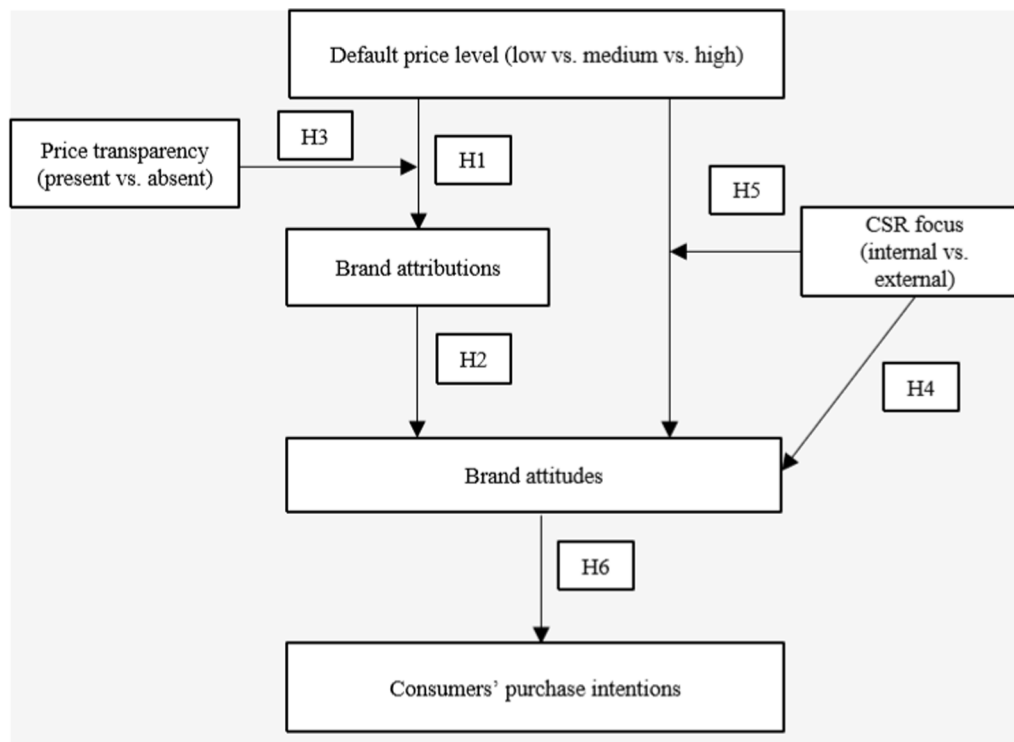 Default price level (low vs. medium vs. high)
H3
Price transparency
(present vs. absent)
H1
H5
CSR focus
(internal vs.
external)
Brand attributions
H2
H4
Brand attitudes
H6
Consumers’ purchase intentions